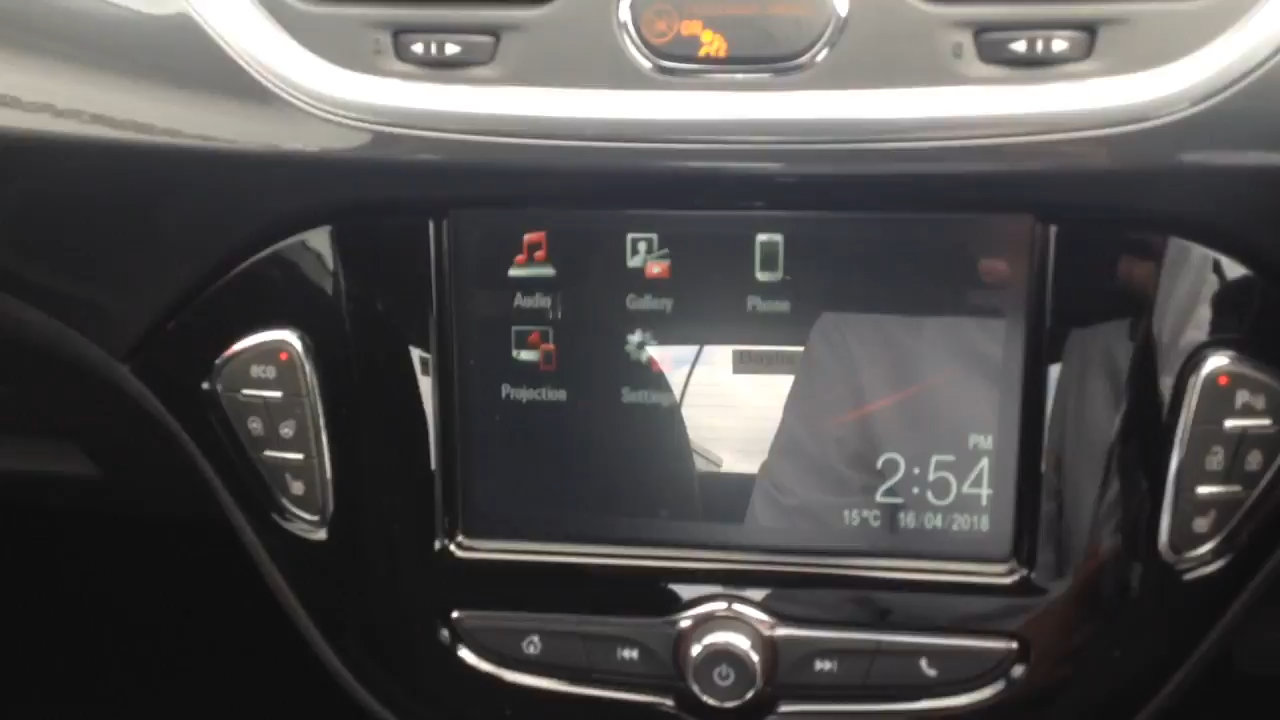 Audio
Gallery
Phone
Projection
Settings
PM
2:54
15°C 16/04/2018
eco